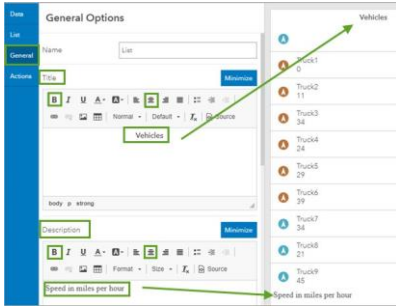 Data
List
General
Actions
General Options
Name
List
Title
Minimize
B I U A A
Normal Default Source
Vehicles
body p strong
Description
Minimize
B I U A A
Format Size Source
Speed in miles per hour
Vehicles
Truck1
0
Truck2
11
Truck3
34
Truck4
24
Truck5
29
Truck6
39
Truck7
34
Truck8
21
Truck9
45
Speed in miles per hour